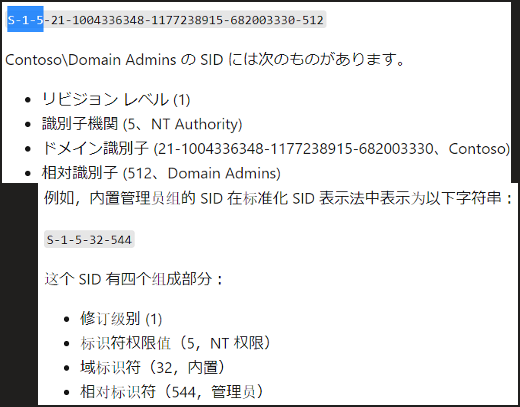 S-1-5-21-1004336348-1177238915-682003330-512
Contoso\Domain Admins の SID には次のものがあります。
• リビジョン レベル (1)
• 識別子機関 (5、NT Authority)
• ドメイン識別子 (21-1004336348-1177238915-682003330、Contoso)
• 相対識別子 (512、Domain Admins)
例如，内置管理员组的 SID 在标准化 SID 表示法中表示为以下字符串：
S-1-5-32-544
这个 SID 有四个组成部分：
• 修订级别 (1)
• 标识符权限值（5，NT 权限）
• 域标识符（32，内置）
• 相对标识符（544，管理员）